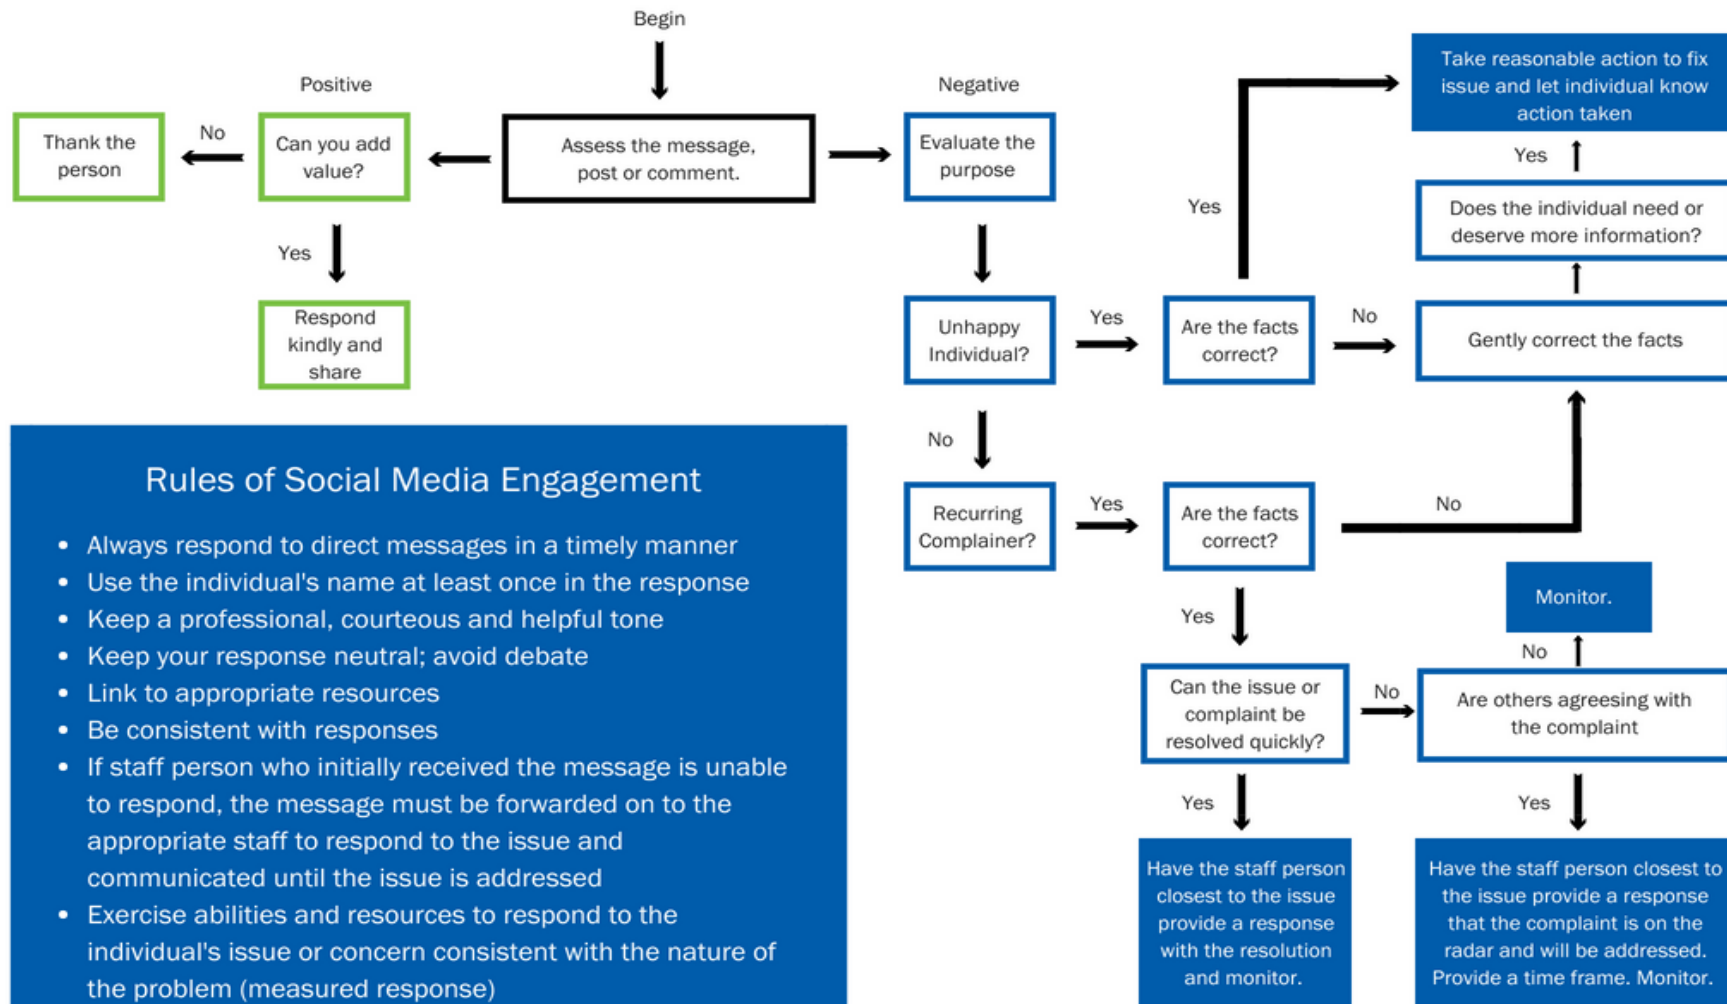 Begin
Positive
Negative
Thank the
person
No
Can you add
value?
Assess the message,
post or comment.
Evaluate the
purpose
Take reasonable action to fix
issue and let individual know
action taken
Yes
Does the individual need or
deserve more information?
Yes
Yes
Respond
kindly and
share
Unhappy
Individual?
Yes
Are the facts
correct?
No
Gently correct the facts
No
Recurring
Complainer?
Yes
Are the facts
correct?
No
Yes
Monitor.
No
Can the issue or
complaint be
resolved quickly?
No
Are others agreesing with
the complaint
Yes
Yes
Have the staff person
closest to the issue
provide a response
with the resolution
and monitor.
Have the staff person closest to
the issue provide a response
that the complaint is on the
radar and will be addressed.
Provide a time frame. Monitor.
Rules of Social Media Engagement
• Always respond to direct messages in a timely manner
• Use the individual's name at least once in the response
• Keep a professional, courteous and helpful tone
• Keep your response neutral; avoid debate
• Link to appropriate resources
• Be consistent with responses
• If staff person who initially received the message is unable
to respond, the message must be forwarded on to the
appropriate staff to respond to the issue and
communicated until the issue is addressed
• Exercise abilities and resources to respond to the
individual's issue or concern consistent with the nature of
the problem (measured response)